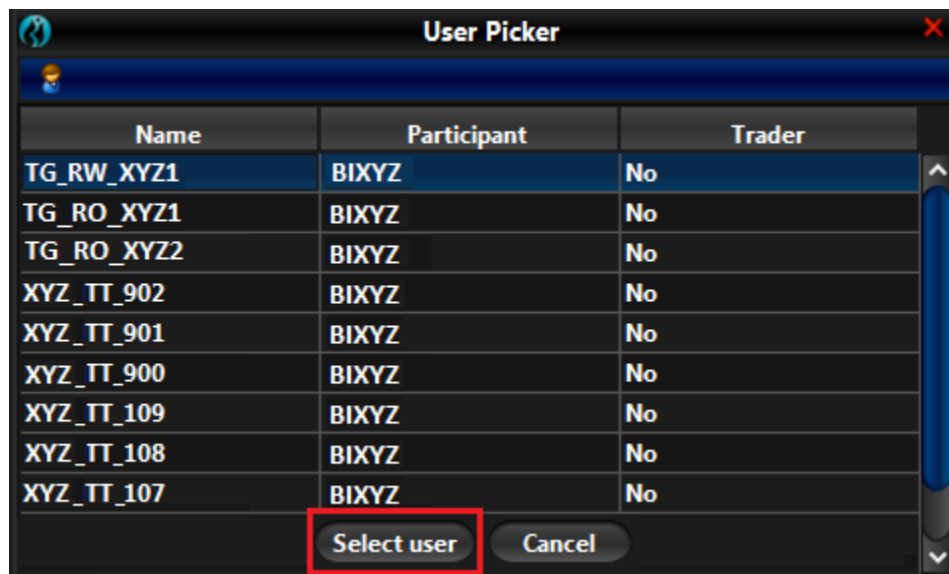 User Picker
Name Participant Trader
TG_RW_XYZ1 BIXYZ No
TG_RO_XYZ1 BIXYZ No
TG_RO_XYZ2 BIXYZ No
XYZ_TT_902 BIXYZ No
XYZ_TT_901 BIXYZ No
XYZ_TT_900 BIXYZ No
XYZ_TT_109 BIXYZ No
XYZ_TT_108 BIXYZ No
XYZ_TT_107 BIXYZ No
Select user Cancel